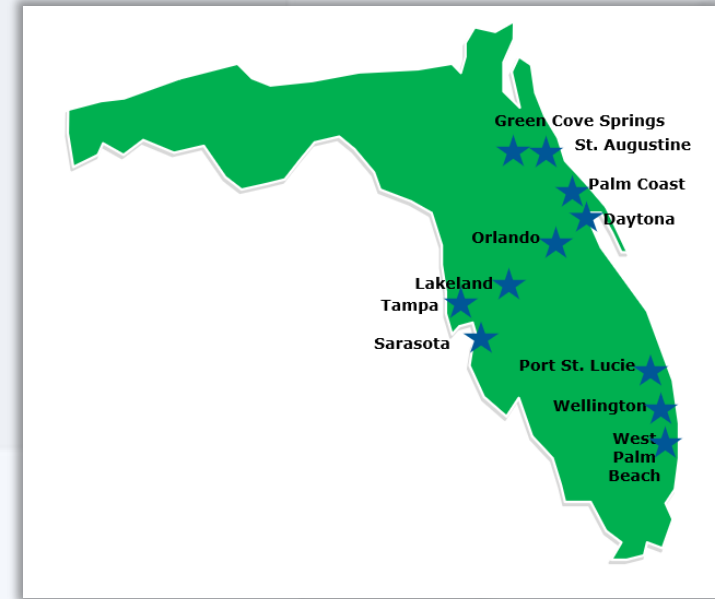 Green Cove Springs
St. Augustine
Palm Coast
Daytona
Orlando
Lakeland
Tampa
Sarasota
Port St. Lucie
Wellington
West
Palm
Beach